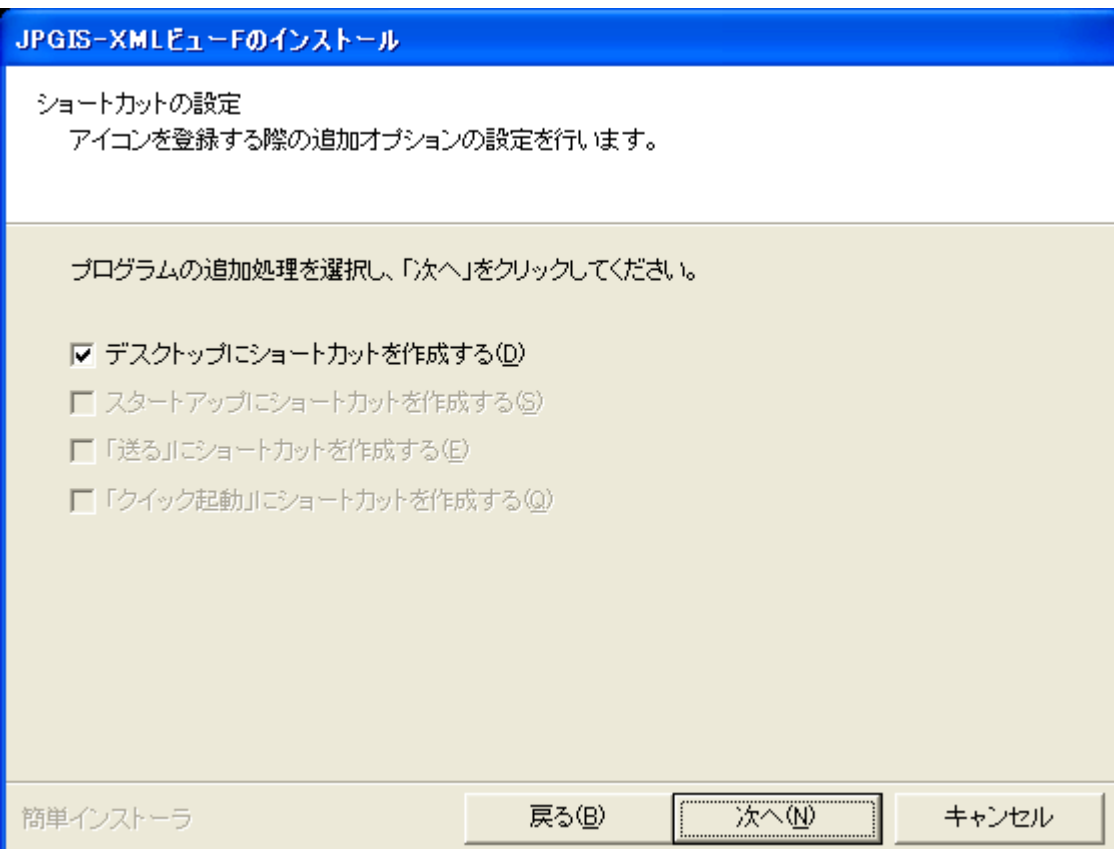 JPGIS-XMLビューFのインストール
ショートカットの設定
アイコンを登録する際の追加オプションの設定を行います。
プログラムの追加処理を選択し、「次へ」をクリックしてください。
デスクトップにショートカットを作成する(D)
スタートアップにショートカットを作成する(S)
「送る」にショートカットを作成する(E)
「クイック起動」にショートカットを作成する(Q)
簡単インストーラ
戻る(B)
次へ(N)
キャンセル